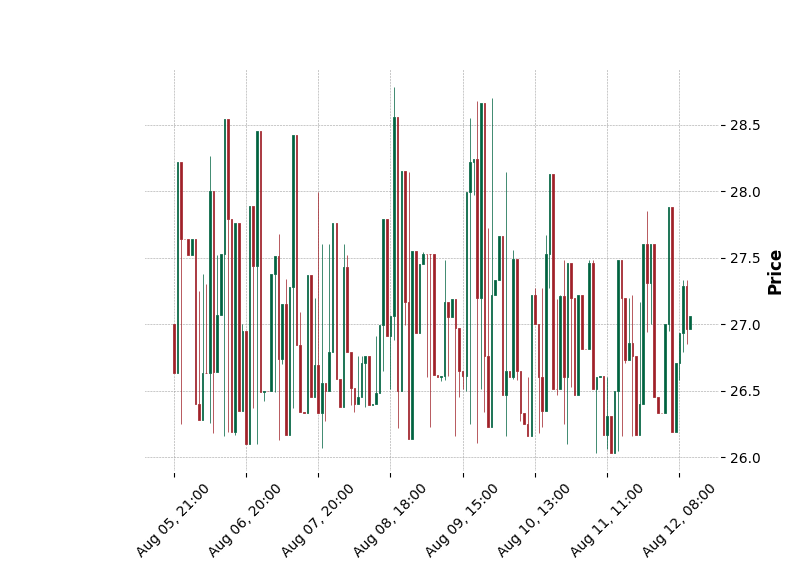 28.5
28.0
27.5
27.0
26.5
26.0
Price
Aug 05, 21:00
Aug 06, 20:00
Aug 07, 20:00
Aug 08, 18:00
Aug 09, 15:00
Aug 10, 13:00
Aug 11, 11:00
Aug 12, 08:00